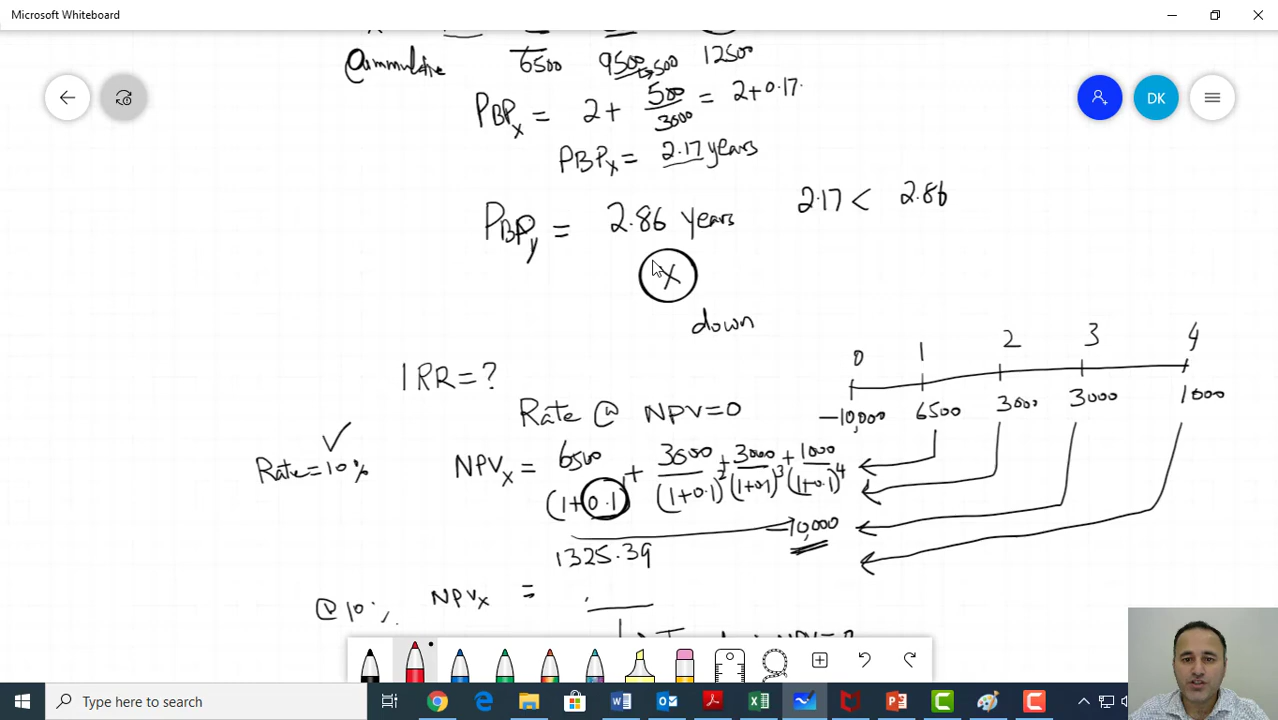 Microsoft Whiteboard
6500 9500 →500 12500
PBPx = 2 + 500/3000 = 2+0.17
PBPx = 2.17 years
DK
PBPy = 2.86 years
2.17 < 2.86
X
down
IRR=?
0 1 2 3 4
-10,000 6500 3000 3000 1000
Rate @ NPV=0
Rate=10% ✓
NPVx = 6500/(1+0.1)^1 + 3000/(1+0.1)^2 + 3000/(1+0.1)^3 + 1000/(1+0.1)^4
-10,000
1325.39
@10%
NPVx =
Type here to search